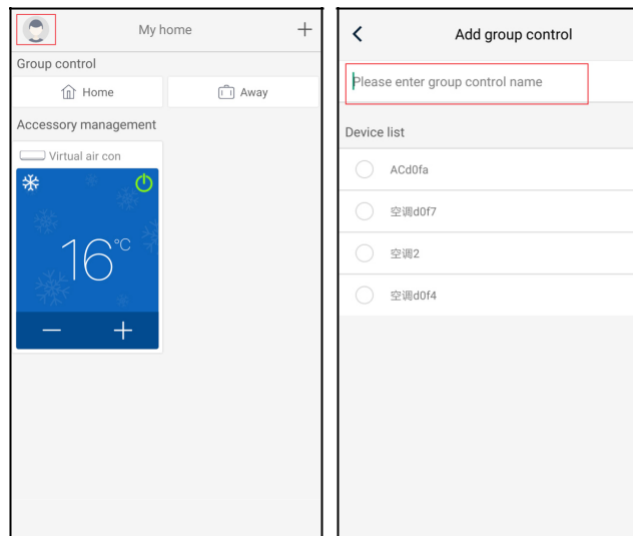 My home
Group control
Home
Away
Accessory management
Virtual air con
16°C
Add group control
Please enter group control name
Device list
ACd0fa
空调d0f7
空调2
空调d0f4